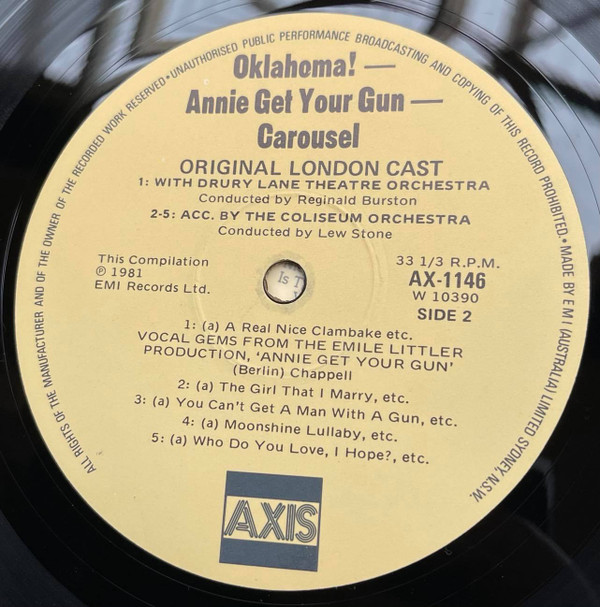 ALL RIGHTS OF THE MANUFACTURER AND OF THE OWNER OF THE RECORDED WORK RESERVED • UNAUTHORISED PUBLIC PERFORMANCE BROADCASTING AND COPYING OF THIS RECORD PROHIBITED. • MADE BY E M I (AUSTRALIA) LIMITED SYDNEY, N.S.W.
Oklahoma! —
Annie Get Your Gun —
Carousel
ORIGINAL LONDON CAST
1: WITH DRURY LANE THEATRE ORCHESTRA
Conducted by Reginald Burston
2-5: ACC. BY THE COLISEUM ORCHESTRA
Conducted by Lew Stone
This Compilation
℗ 1981
EMI Records Ltd.
Is T
33 1/3 R.P.M.
AX-1146
W 10390
SIDE 2
1: (a) A Real Nice Clambake etc.
VOCAL GEMS FROM THE EMILE LITTLER
PRODUCTION, 'ANNIE GET YOUR GUN'
(Berlin) Chappell
2: (a) The Girl That I Marry, etc.
3: (a) You Can't Get A Man With A Gun, etc.
4: (a) Moonshine Lullaby, etc.
5: (a) Who Do You Love, I Hope?, etc.
AXIS